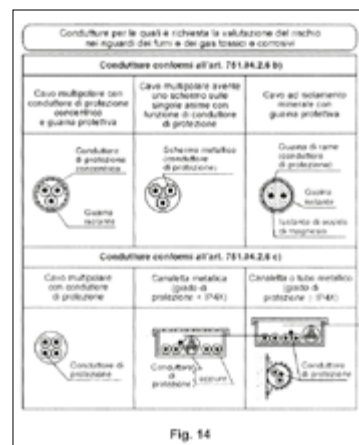 Condutture per le quali è richiesta la valutazione del rischio
nei riguardi dei fumi e dei gas tossici e corrosivi
Condutture conformi all'art. 751.04.2.6 b)
Cavo multipolare con
conduttore di protezione
concentrico
e guaina protettiva
Conduttore
di protezione
concentrico
Guaina
isolante
Cavo multipolare avente
uno schermo sulle
singole anime con
funzione di conduttore
di protezione
Schermo metallico
(conduttore
di protezione)
Cavo ad isolamento
minerale con
guaina protettiva
Guaina di rame
(conduttore
di protezione)
Guaina
isolante
Isolante di ossido
di magnesio
Condutture conformi all'art. 751.04.2.6 c)
Cavo multipolare
con conduttore
di protezione
Conduttore di
protezione
Canaletta metallica
(grado di
protezione IP4X)
Conduttore
di protezione
oppure
Canaletta o tubo metallico
(grado di
protezione IP4X)
Conduttore
di protezione
Fig. 14